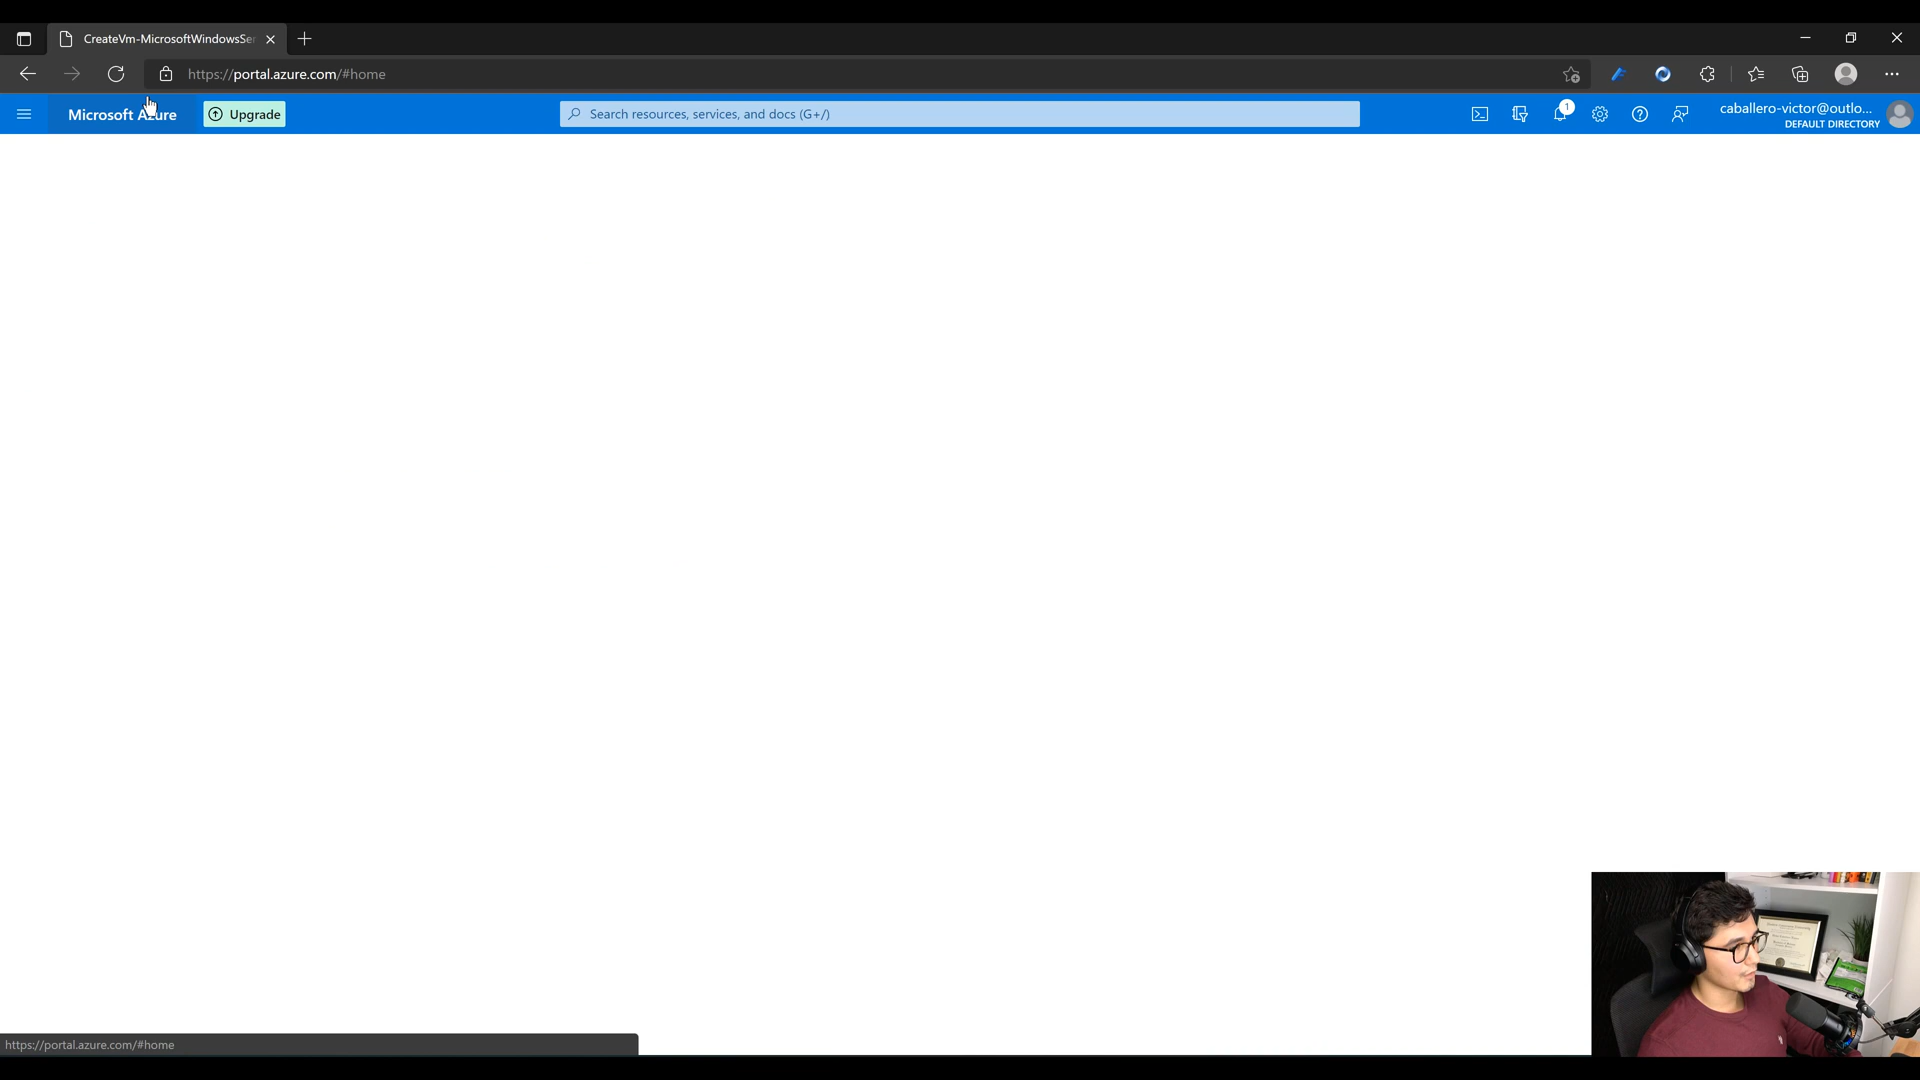 CreateVm-MicrosoftWindowsSer
https://portal.azure.com/#home
Microsoft Azure
Upgrade
Search resources, services, and docs (G+/)
1
caballero-victor@outlo...
DEFAULT DIRECTORY
https://portal.azure.com/#home